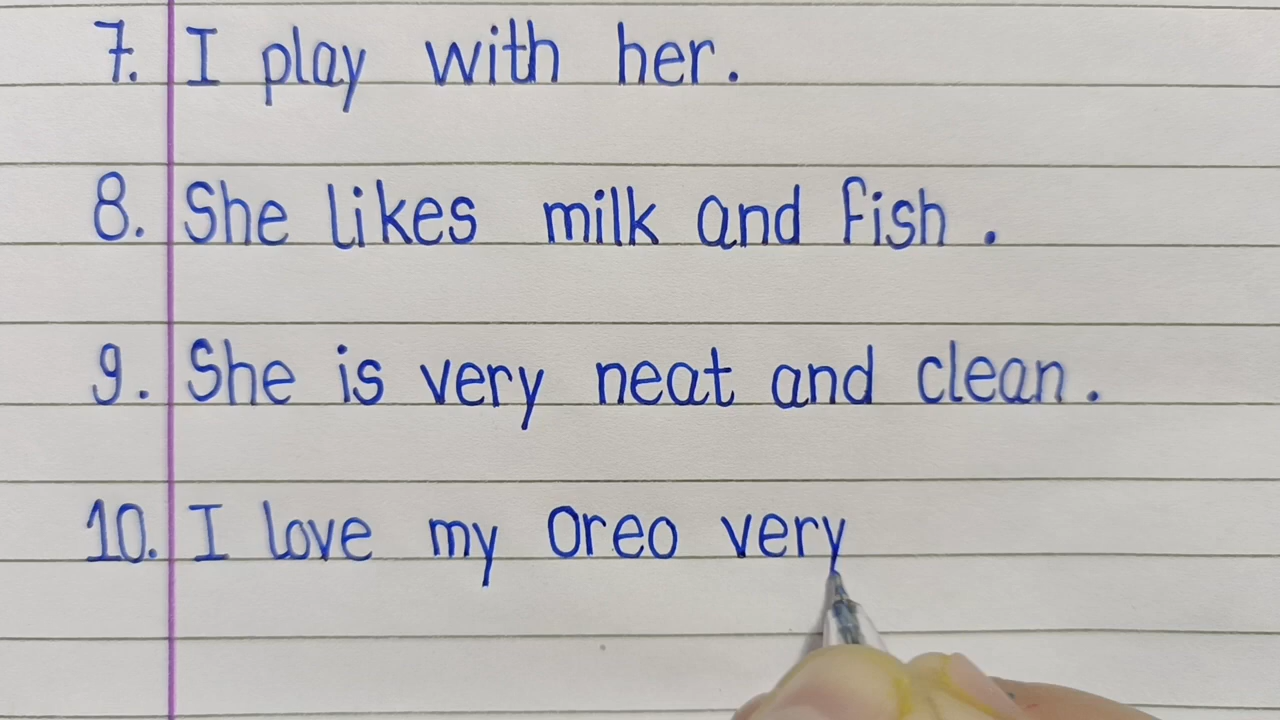 7. I play with her.
8. She likes milk and fish.
9. She is very neat and clean.
10. I love my Oreo very